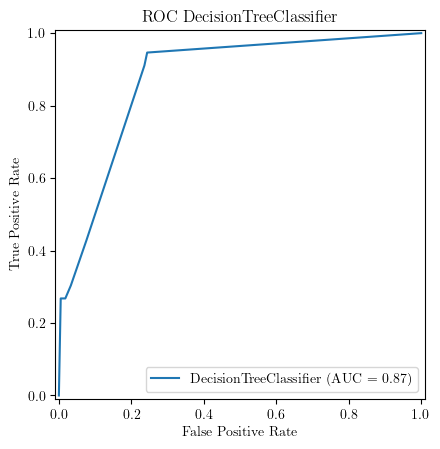 ROC DecisionTreeClassifier
True Positive Rate
1.0
0.8
0.6
0.4
0.2
0.0
DecisionTreeClassifier (AUC = 0.87)
0.0 0.2 0.4 0.6 0.8 1.0
False Positive Rate